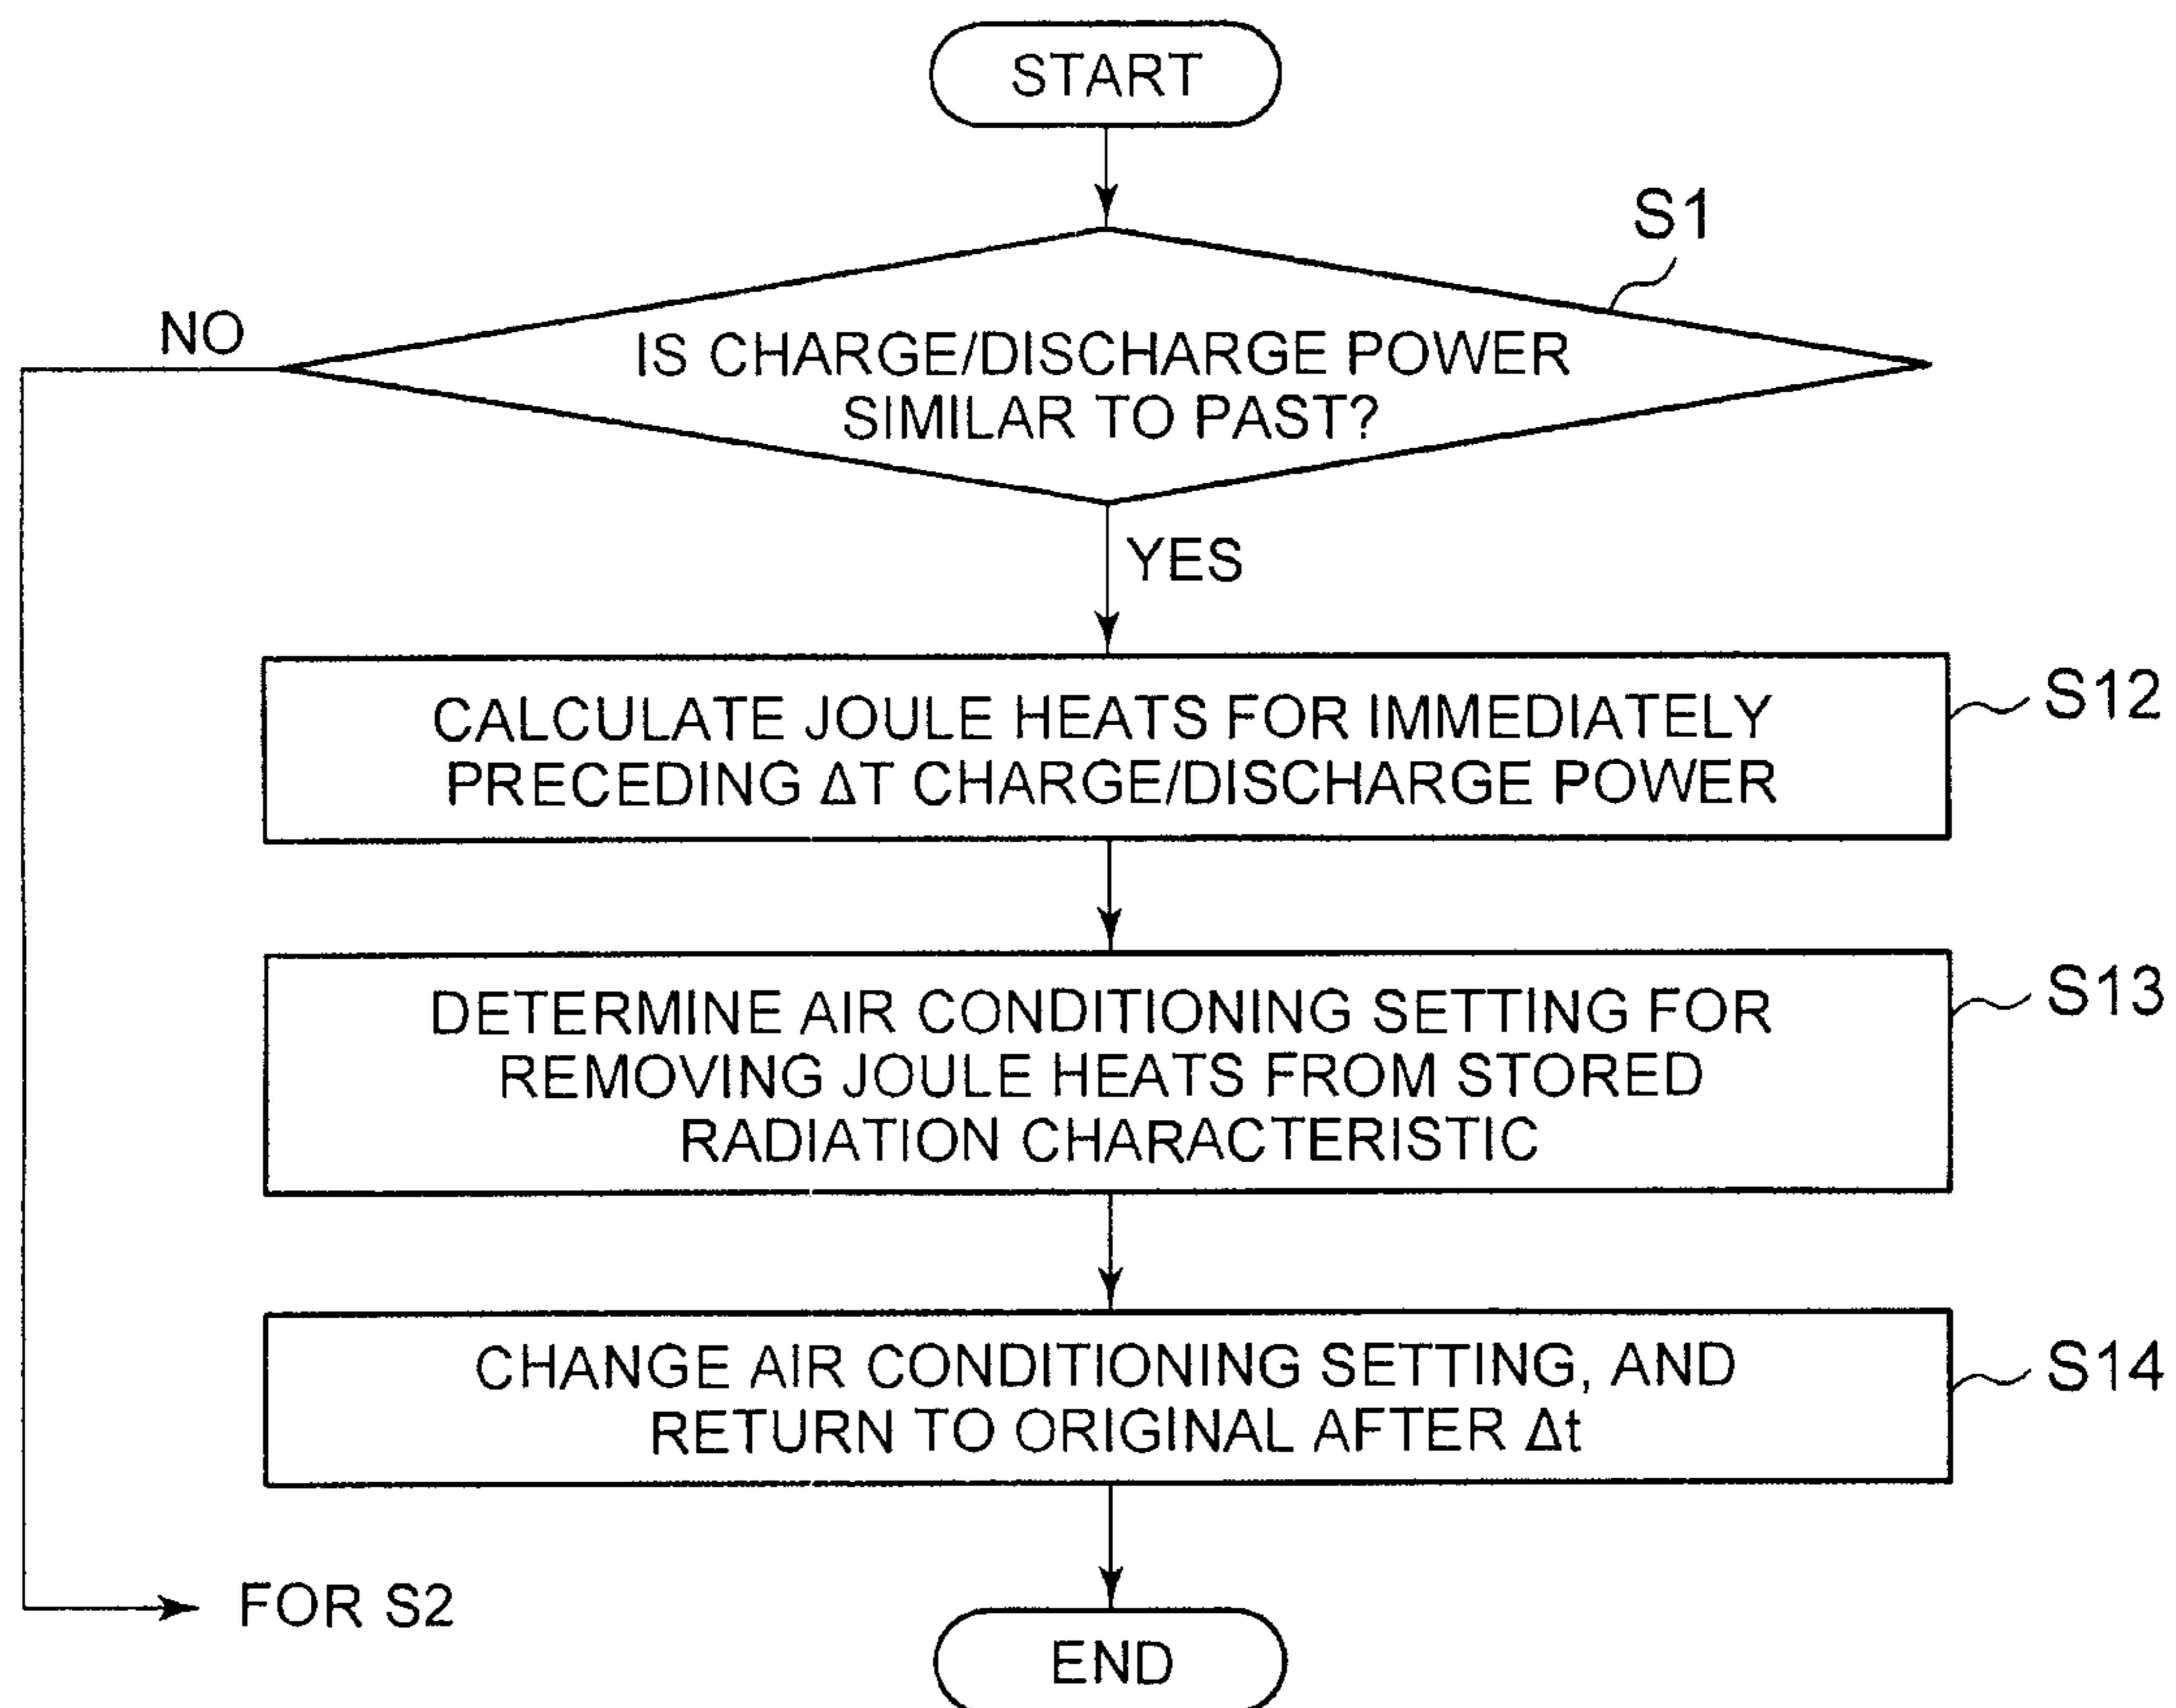 START
S1
NO
IS CHARGE/DISCHARGE POWER
SIMILAR TO PAST?
YES
CALCULATE JOULE HEATS FOR IMMEDIATELY
PRECEDING ΔT CHARGE/DISCHARGE POWER
S12
DETERMINE AIR CONDITIONING SETTING FOR
REMOVING JOULE HEATS FROM STORED
RADIATION CHARACTERISTIC
S13
CHANGE AIR CONDITIONING SETTING, AND
RETURN TO ORIGINAL AFTER Δt
S14
FOR S2
END